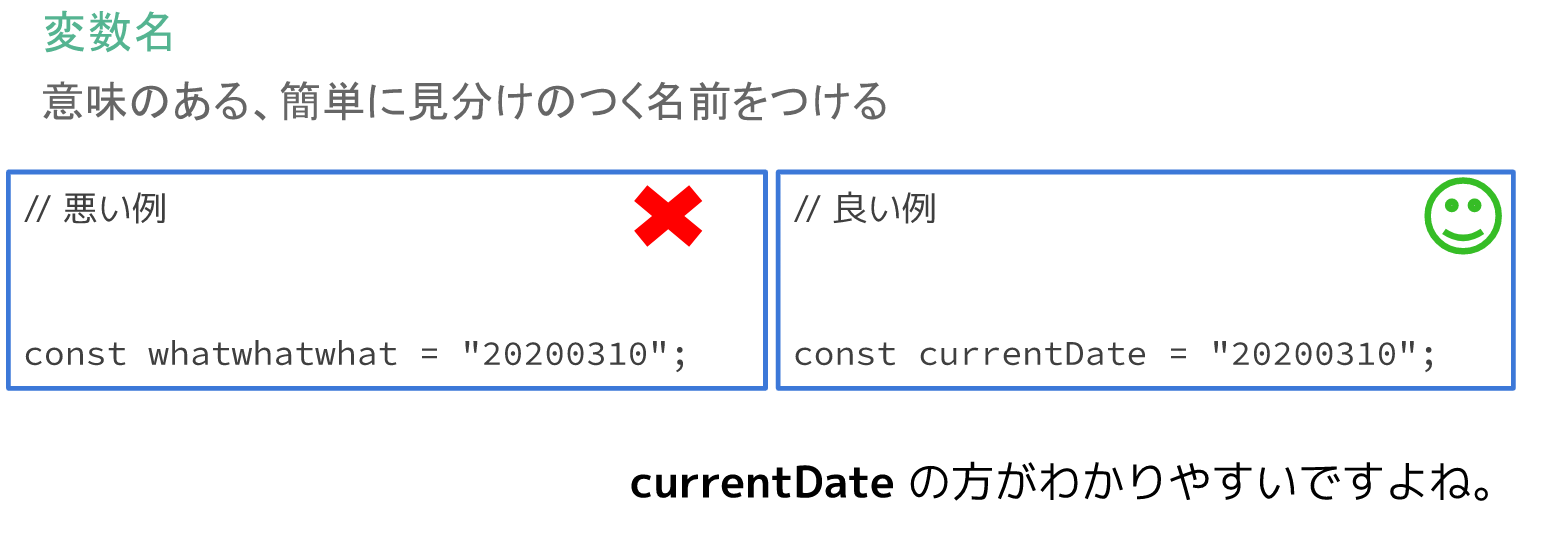 変数名
意味のある、簡単に見分けのつく名前をつける
// 悪い例
const whatwhatwhat = "20200310";
// 良い例
const currentDate = "20200310";
currentDate の方がわかりやすいですよね。